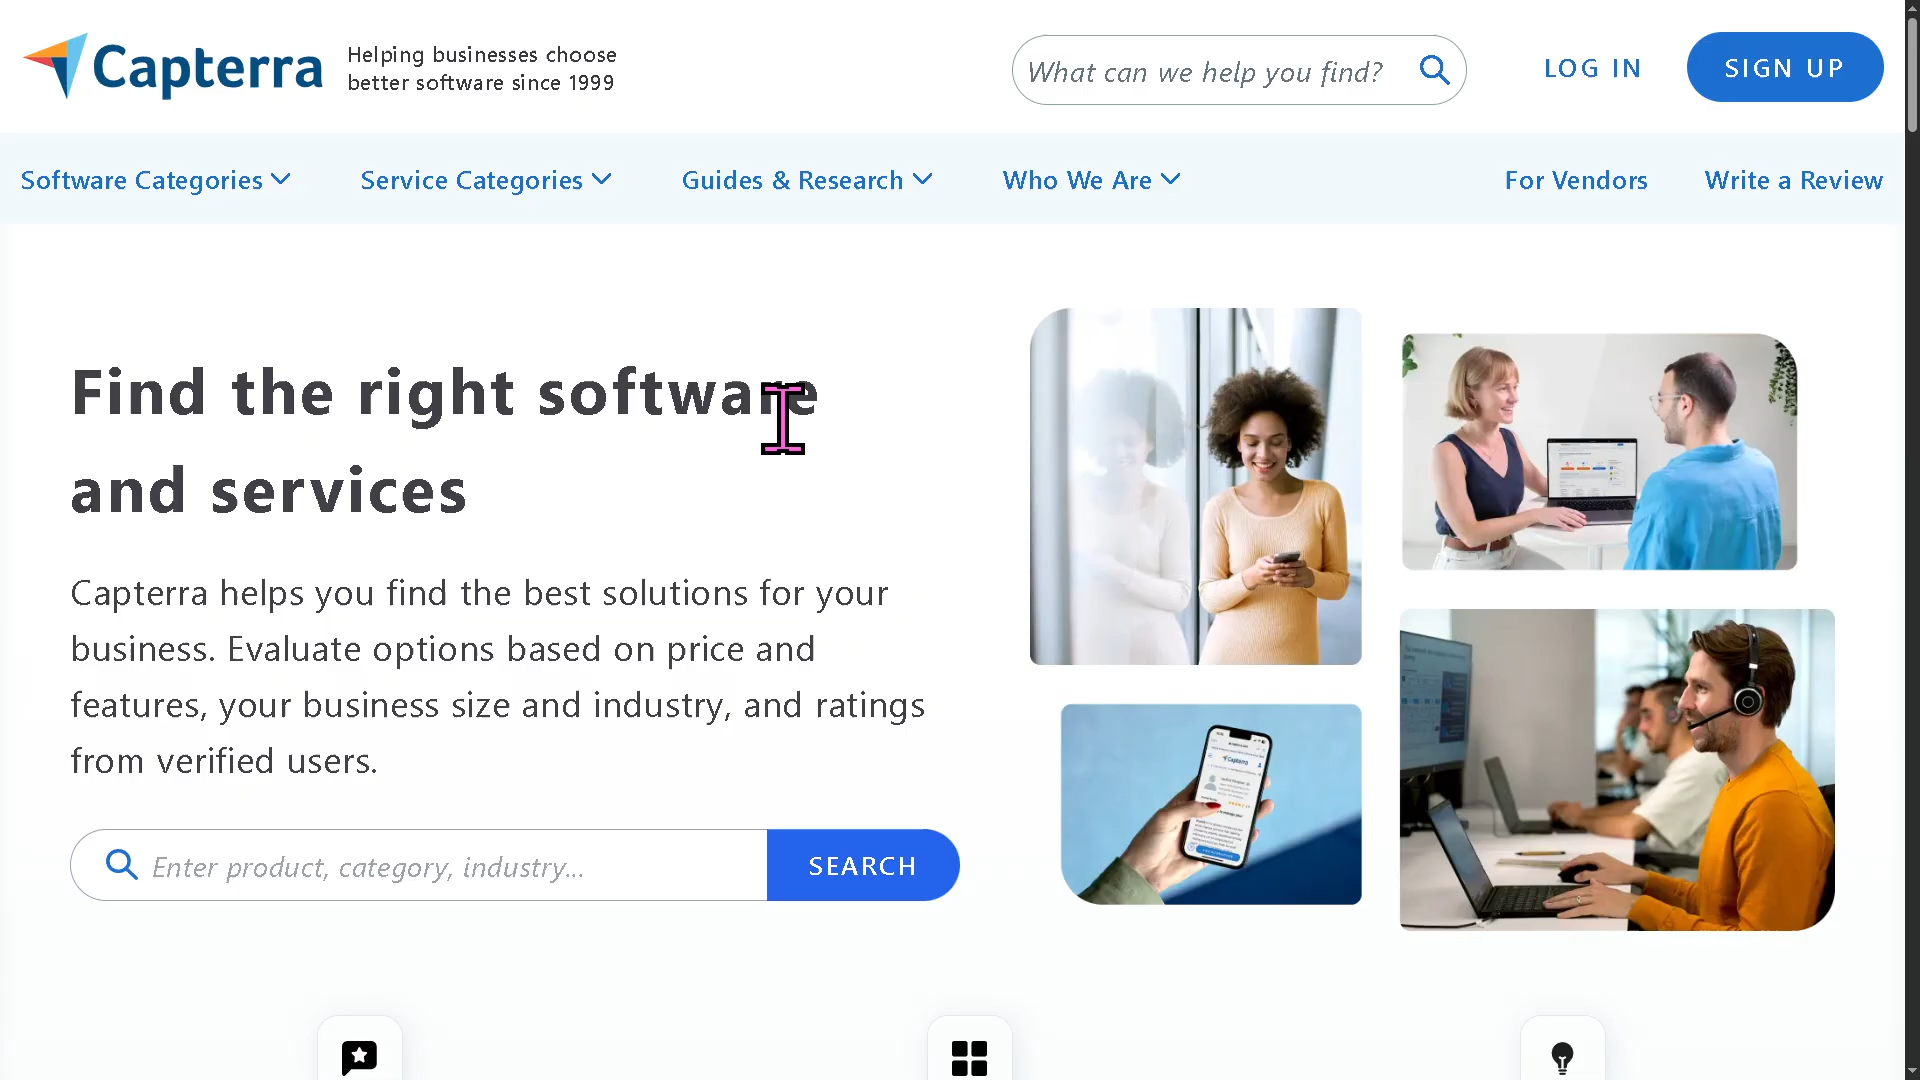 Capterra
Helping businesses choose
better software since 1999
What can we help you find?
LOG IN
SIGN UP
Software Categories
Service Categories
Guides & Research
Who We Are
For Vendors
Write a Review
Find the right software
and services
Capterra helps you find the best solutions for your
business. Evaluate options based on price and
features, your business size and industry, and ratings
from verified users.
Enter product, category, industry...
SEARCH
Capterra